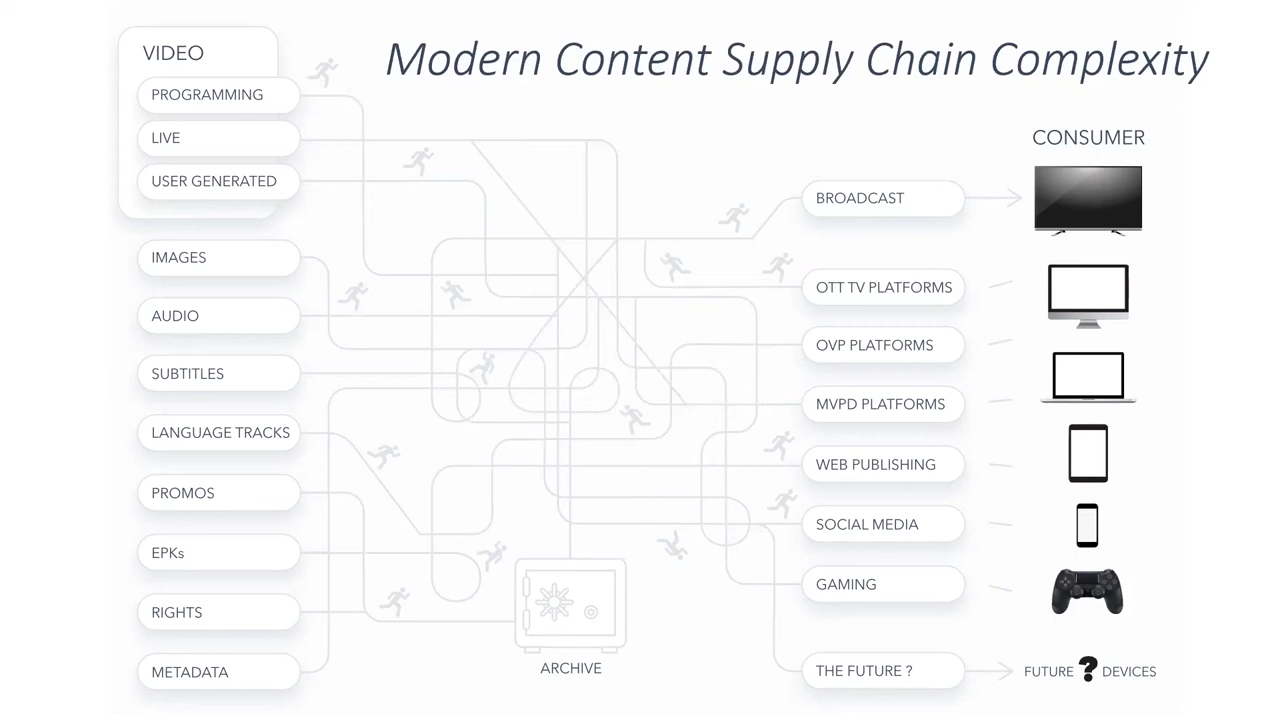 Modern Content Supply Chain Complexity
VIDEO
PROGRAMMING
LIVE
USER GENERATED
IMAGES
AUDIO
SUBTITLES
LANGUAGE TRACKS
PROMOS
EPKs
RIGHTS
METADATA
ARCHIVE
BROADCAST
OTT TV PLATFORMS
OVP PLATFORMS
MVPD PLATFORMS
WEB PUBLISHING
SOCIAL MEDIA
GAMING
THE FUTURE ?
CONSUMER
FUTURE ? DEVICES